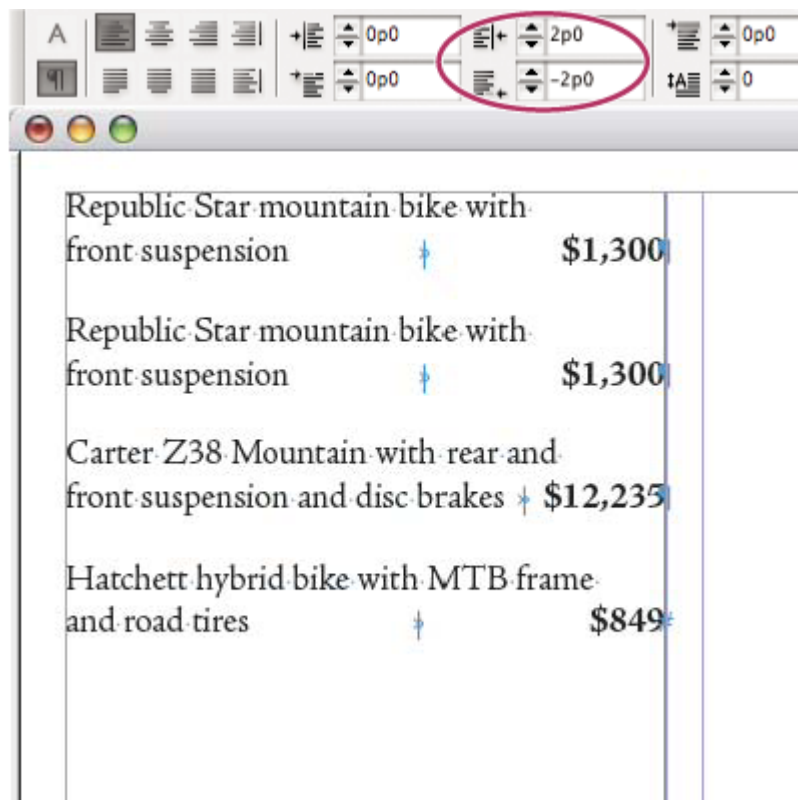 A 0p0 2p0 0p0
¶ 0p0 -2p0 A 0
Republic Star mountain bike with
front suspension $1,300
Republic Star mountain bike with
front suspension $1,300
Carter Z38 Mountain with rear and
front suspension and disc brakes $12,235
Hatchett hybrid bike with MTB frame
and road tires $849